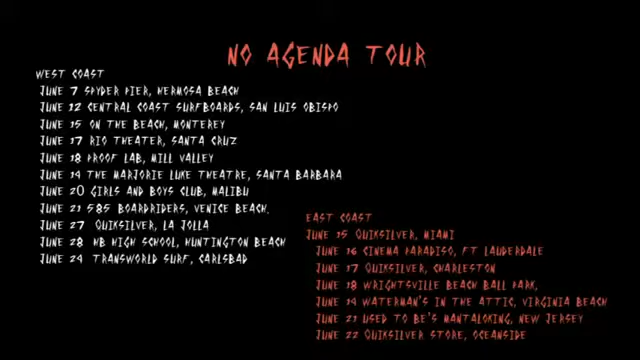 NO AGENDA TOUR
WEST COAST
JUNE 7 SPYDER PIER, HERMOSA BEACH
JUNE 12 CENTRAL COAST SURFBOARDS, SAN LUIS OBISPO
JUNE 15 ON THE BEACH, MONTEREY
JUNE 17 RIO THEATER, SANTA CRUZ
JUNE 18 PROOF LAB, MILL VALLEY
JUNE 19 THE MARJORIE LUKE THEATRE, SANTA BARBARA
JUNE 20 GIRLS AND BOYS CLUB, MALIBU
JUNE 21 585 BOARDRIDERS, VENICE BEACH.
JUNE 27 QUIKSILVER, LA JOLLA
JUNE 28 HB HIGH SCHOOL, HUNTINGTON BEACH
JUNE 29 TRANSWORLD SURF, CARLSBAD
EAST COAST
JUNE 15 QUIKSILVER, MIAMI
JUNE 16 CINEMA PARADISO, FT LAUDERDALE
JUNE 17 QUIKSILVER, CHARLESTON
JUNE 18 WRIGHTSVILLE BEACH BALL PARK,
JUNE 19 WATERMAN'S IN THE ATTIC, VIRGINIA BEACH
JUNE 21 USED TO BE'S MANTALOKING, NEW JERSEY
JUNE 22 QUIKSILVER STORE, OCEANSIDE